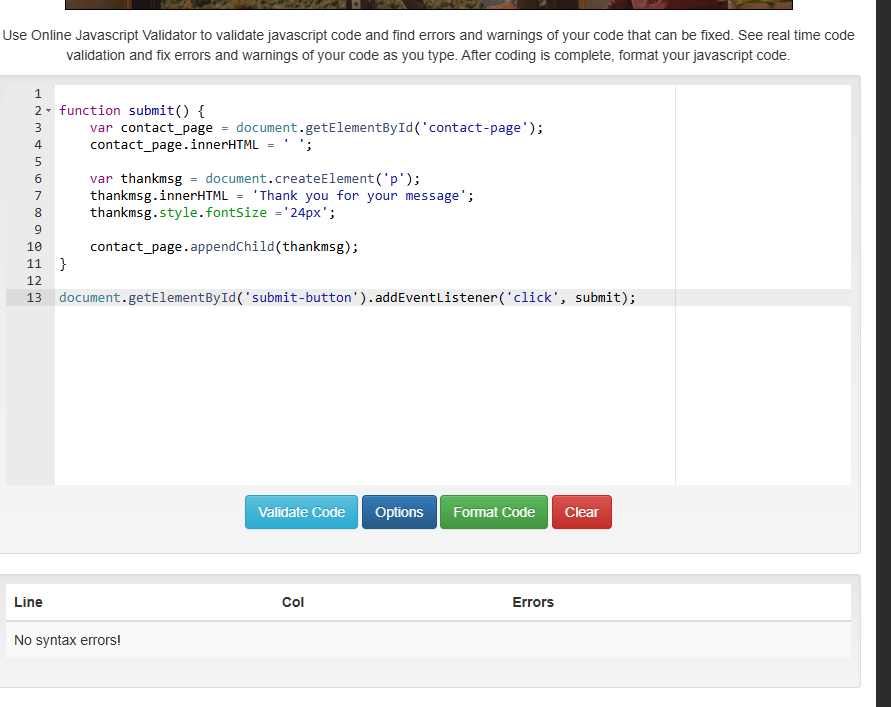 Use Online Javascript Validator to validate javascript code and find errors and warnings of your code that can be fixed. See real time code
validation and fix errors and warnings of your code as you type. After coding is complete, format your javascript code.
1
2 function submit() {
3     var contact_page = document.getElementById('contact-page');
4     contact_page.innerHTML = ' ';
5
6     var thankmsg = document.createElement('p');
7     thankmsg.innerHTML = 'Thank you for your message';
8     thankmsg.style.fontSize ='24px';
9
10     contact_page.appendChild(thankmsg);
11 }
12
13 document.getElementById('submit-button').addEventListener('click', submit);
Validate Code Options Format Code Clear
Line Col Errors
No syntax errors!